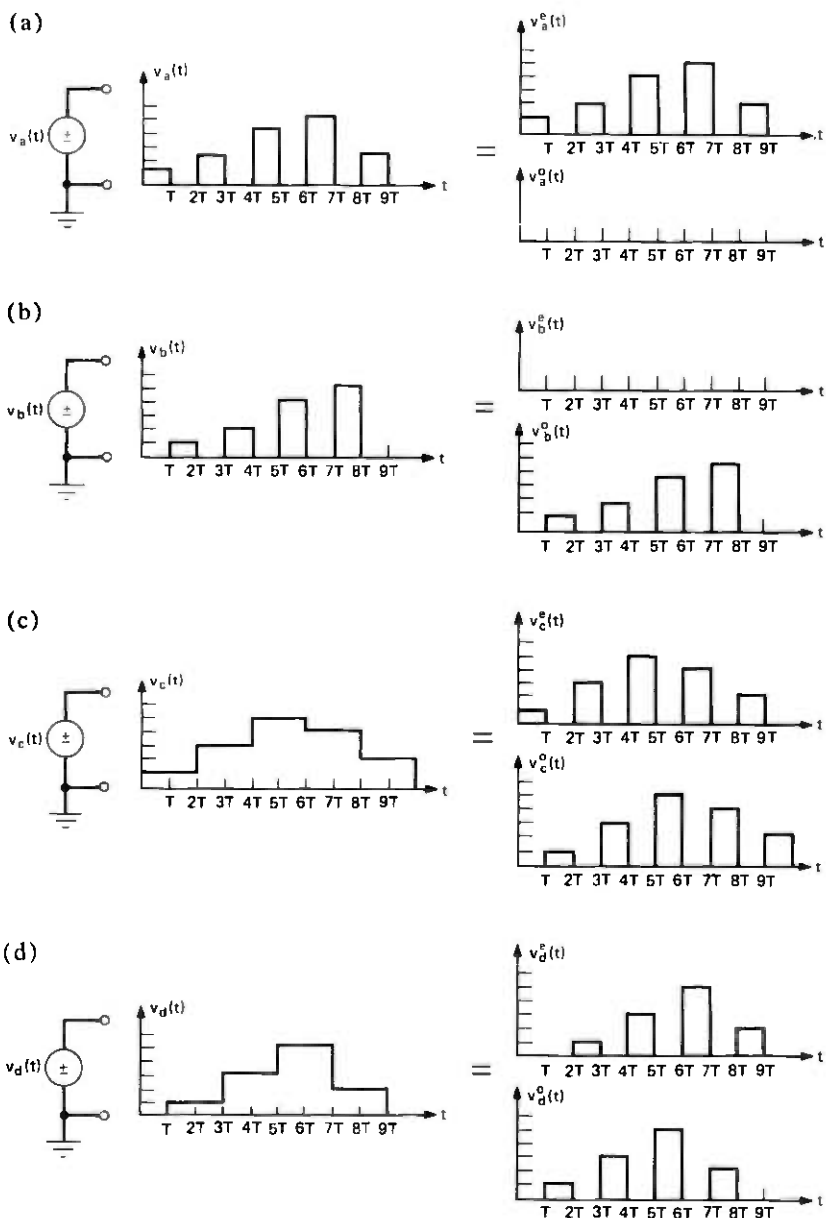 (a)
v_a(t)
v_a(t)
±
t
T 2T 3T 4T 5T 6T 7T 8T 9T
=
v_a^e(t)
t
T 2T 3T 4T 5T 6T 7T 8T 9T
v_a^o(t)
t
T 2T 3T 4T 5T 6T 7T 8T 9T
(b)
v_b(t)
v_b(t)
±
t
T 2T 3T 4T 5T 6T 7T 8T 9T
=
v_b^e(t)
t
T 2T 3T 4T 5T 6T 7T 8T 9T
v_b^o(t)
t
T 2T 3T 4T 5T 6T 7T 8T 9T
(c)
v_c(t)
v_c(t)
±
t
T 2T 3T 4T 5T 6T 7T 8T 9T
=
v_c^e(t)
t
T 2T 3T 4T 5T 6T 7T 8T 9T
v_c^o(t)
t
T 2T 3T 4T 5T 6T 7T 8T 9T
(d)
v_d(t)
v_d(t)
±
t
T 2T 3T 4T 5T 6T 7T 8T 9T
=
v_d^e(t)
t
T 2T 3T 4T 5T 6T 7T 8T 9T
v_d^o(t)
t
T 2T 3T 4T 5T 6T 7T 8T 9T